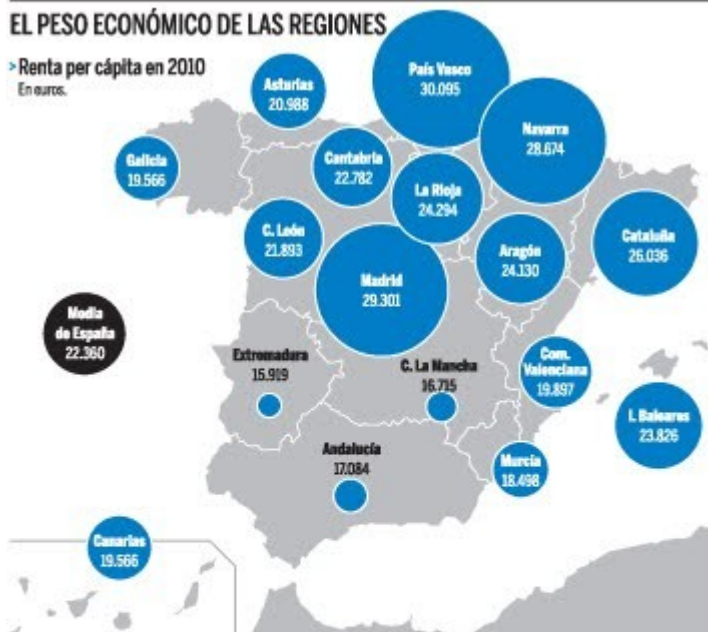 EL PESO ECONÓMICO DE LAS REGIONES
> Renta per cápita en 2010
En euros.
Asturias
20.988
País Vasco
30.095
Navarra
28.674
Galicia
19.566
Cantabria
22.782
La Rioja
24.294
C. León
21.893
Aragón
24.130
Cataluña
26.036
Madrid
29.301
Media
de España
22.360
Extremadura
15.919
C. La Mancha
16.715
Com.
Valenciana
19.897
I. Baleares
23.826
Andalucía
17.084
Murcia
18.498
Canarias
19.566